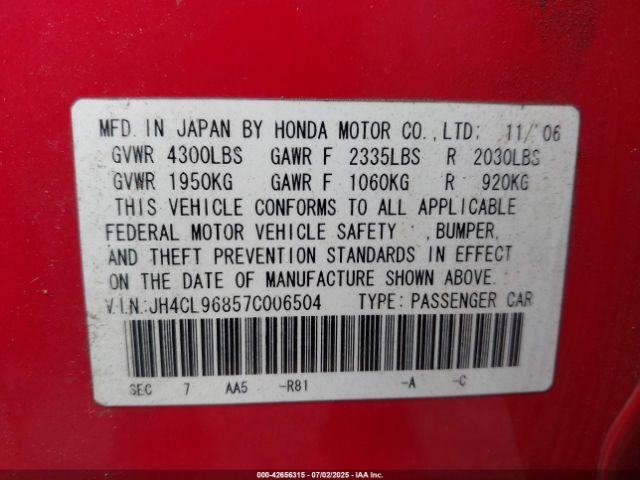 MFD. IN JAPAN BY HONDA MOTOR CO., LTD; 11/'06
GVWR 4300LBS GAWR F 2335LBS R 2030LBS
GVWR 1950KG GAWR F 1060KG R 920KG
THIS VEHICLE CONFORMS TO ALL APPLICABLE
FEDERAL MOTOR VEHICLE SAFETY ,BUMPER,
AND THEFT PREVENTION STANDARDS IN EFFECT
ON THE DATE OF MANUFACTURE SHOWN ABOVE.
V.I.N.:JH4CL96857C006504 TYPE: PASSENGER CAR
SEC 7 AA5 -R81 -A -C
000-42656315 - 07/02/2025 - IAAI.COM